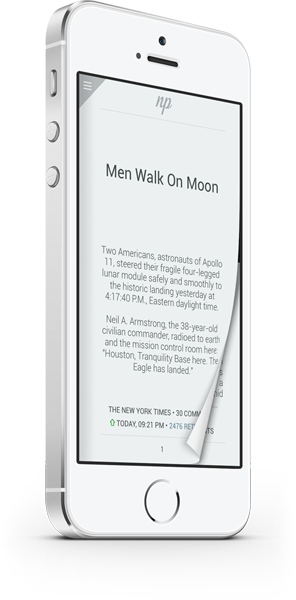 np
Men Walk On Moon
Two Americans, astronauts of Apollo
11, steered their fragile four-legged
lunar module safely and smoothly to
the historic landing yesterday at
4:17:40 P.M., Eastern daylight time.
Neil A. Armstrong, the 38-year-old
civilian commander, radioed to earth
and the mission control room here:
"Houston, Tranquility Base here. The
Eagle has landed."
THE NEW YORK TIMES • 30 COMM
TODAY, 09:21 PM • 2476 RET
1